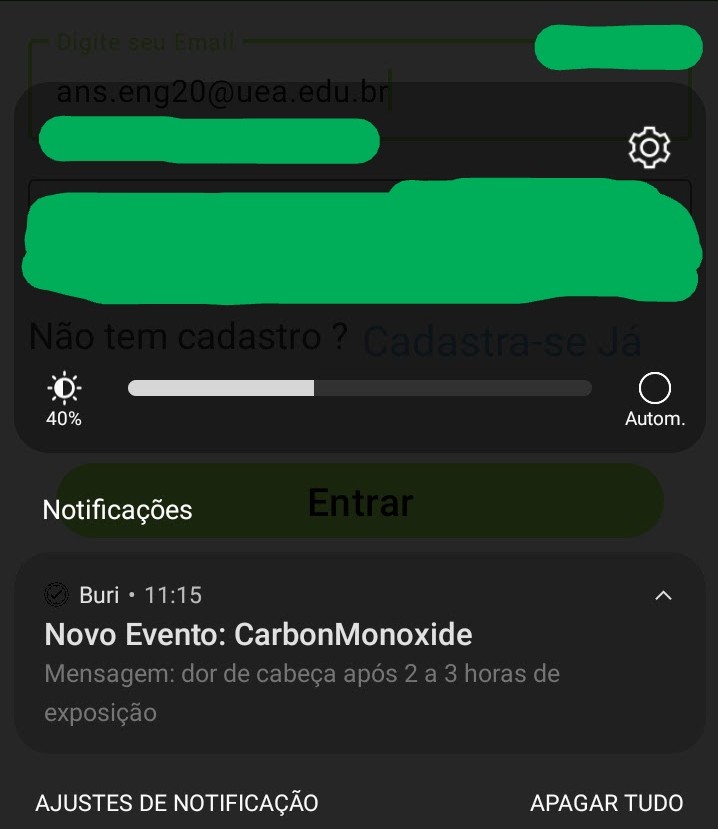 Digite seu Email
ans.eng20@uea.edu.br
Não tem cadastro ? Cadastra-se Já
40%
Autom.
Entrar
Notificações
Buri • 11:15
Novo Evento: CarbonMonoxide
Mensagem: dor de cabeça após 2 a 3 horas de
exposição
AJUSTES DE NOTIFICAÇÃO
APAGAR TUDO